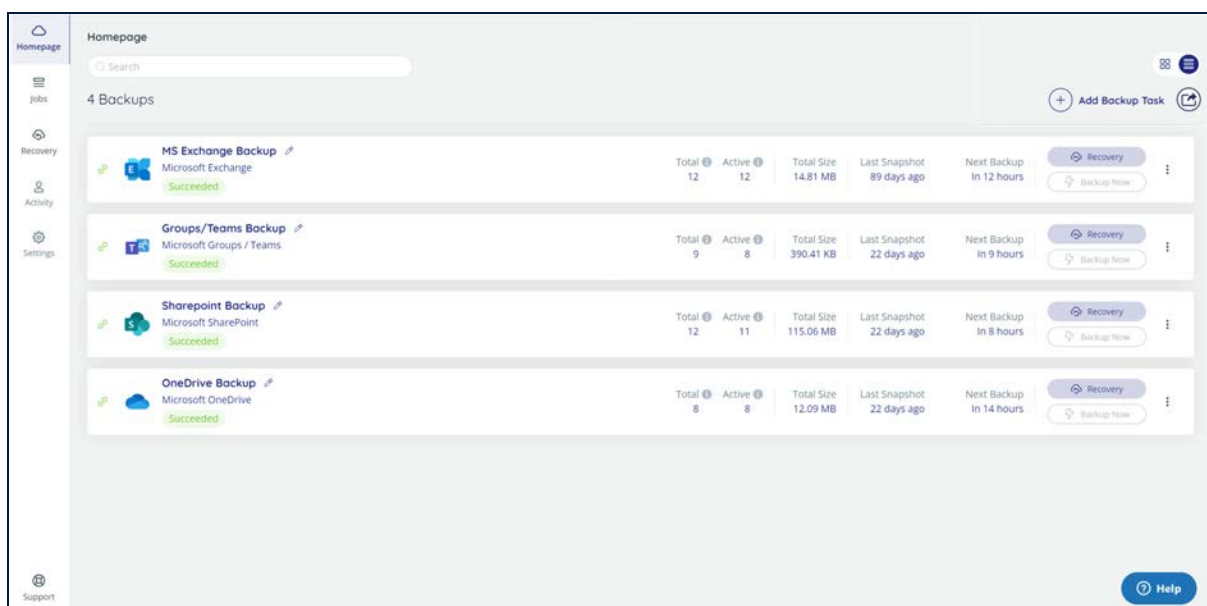 Homepage
Homepage
Search
Jobs
4 Backups
Add Backup Task
Recovery
Activity
Settings
MS Exchange Backup
Microsoft Exchange
Succeeded
Total Active Total Size Last Snapshot Next Backup
12 12 14.81 MB 89 days ago In 12 hours
Recovery
Backup Now
Groups/Teams Backup
Microsoft Groups / Teams
Succeeded
Total Active Total Size Last Snapshot Next Backup
9 8 390.41 KB 22 days ago In 9 hours
Recovery
Backup Now
Sharepoint Backup
Microsoft SharePoint
Succeeded
Total Active Total Size Last Snapshot Next Backup
12 11 115.06 MB 22 days ago In 8 hours
Recovery
Backup Now
OneDrive Backup
Microsoft OneDrive
Succeeded
Total Active Total Size Last Snapshot Next Backup
8 8 12.09 MB 22 days ago In 14 hours
Recovery
Backup Now
Support
Help